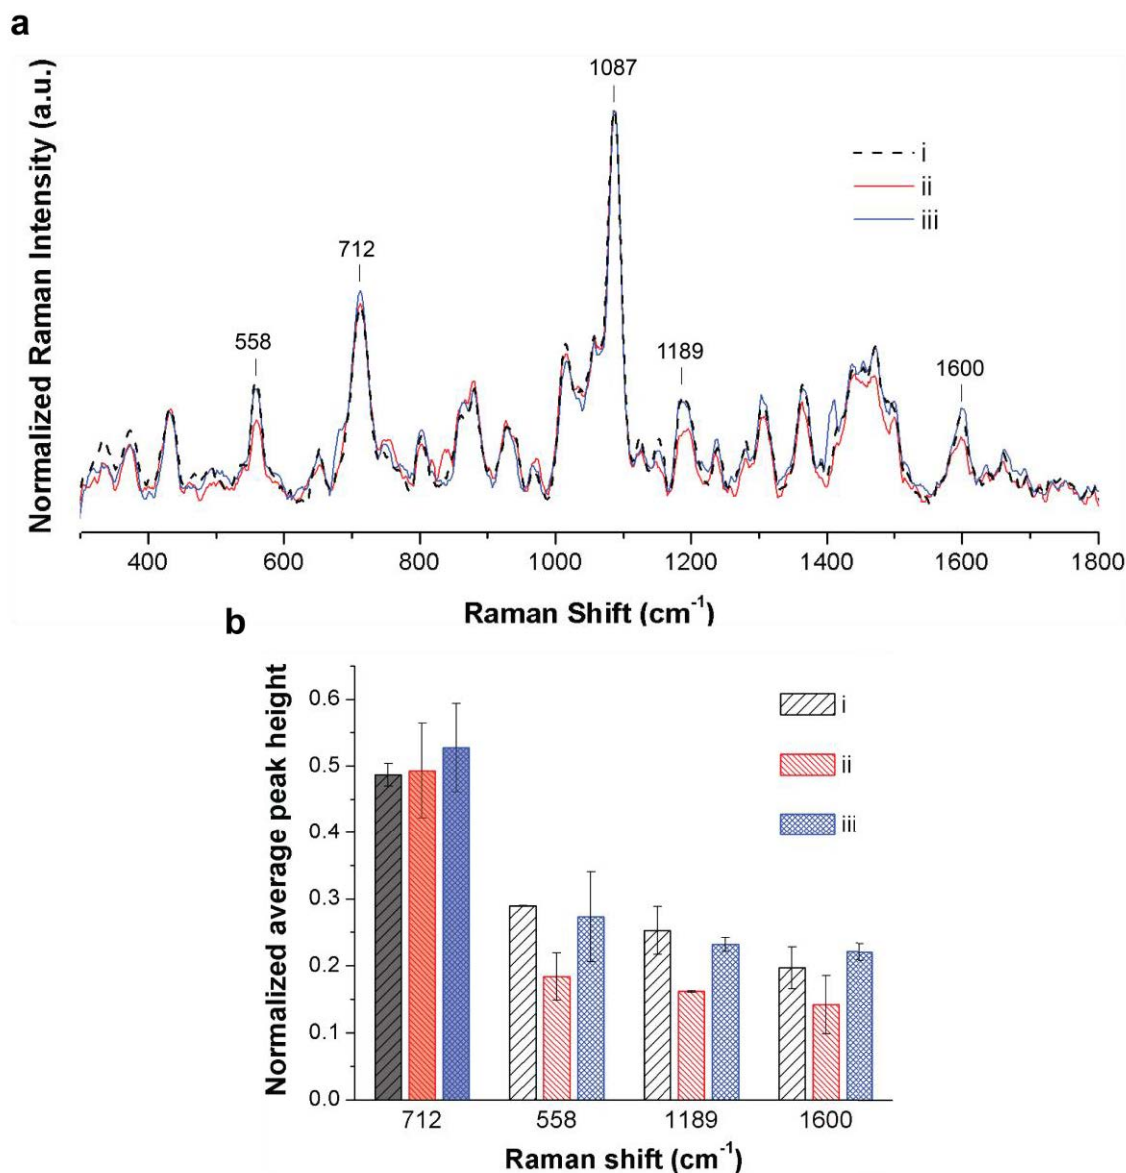 a
Normalized Raman Intensity (a.u.)
1087
712
558
1189
1600
i
ii
iii
400 600 800 1000 1200 1400 1600 1800
Raman Shift (cm⁻¹)
b
Normalized average peak height
0.6
0.5
0.4
0.3
0.2
0.1
0.0
i
ii
iii
712 558 1189 1600
Raman shift (cm⁻¹)